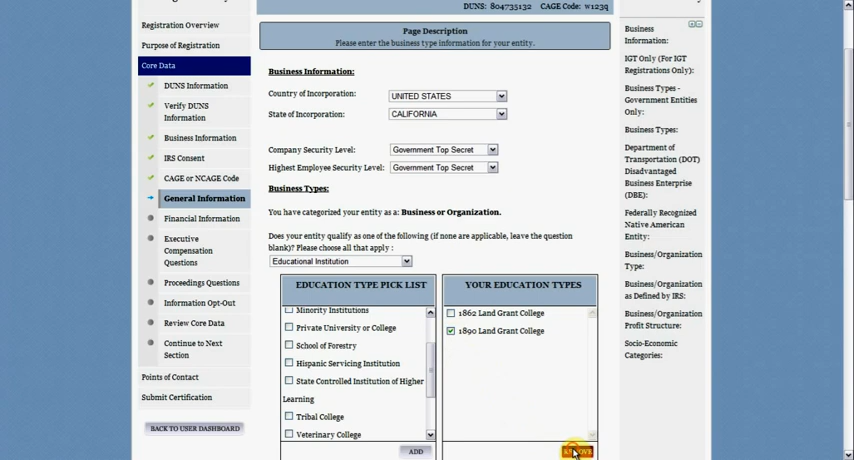 DUNS: 804735132 CAGE Code: w123q
Registration Overview
Purpose of Registration
Core Data
DUNS Information
Verify DUNS
Information
Business Information
IRS Consent
CAGE or NCAGE Code
General Information
Financial Information
Executive
Compensation
Questions
Proceedings Questions
Information Opt-Out
Review Core Data
Continue to Next
Section
Points of Contact
Submit Certification
BACK TO USER DASHBOARD
Page Description
Please enter the business type information for your entity.
Business Information:
Country of Incorporation: UNITED STATES
State of Incorporation: CALIFORNIA
Company Security Level: Government Top Secret
Highest Employee Security Level: Government Top Secret
Business Types:
You have categorized your entity as a: Business or Organization.
Does your entity qualify as one of the following (if none are applicable, leave the question
blank)? Please choose all that apply :
Educational Institution
EDUCATION TYPE PICK LIST
Minority Institutions
Private University or College
School of Forestry
Hispanic Servicing Institution
State Controlled Institution of Higher
Learning
Tribal College
Veterinary College
ADD
YOUR EDUCATION TYPES
1862 Land Grant College
1890 Land Grant College
Business
Information:
IGT Only (For IGT
Registrations Only):
Business Types -
Government Entities
Only:
Business Types:
Department of
Transportation (DOT)
Disadvantaged
Business Enterprise
(DBE):
Federally Recognized
Native American
Entity:
Business/Organization
Type:
Business/Organization
as Defined by IRS:
Business/Organization
Profit Structure:
Socio-Economic
Categories: